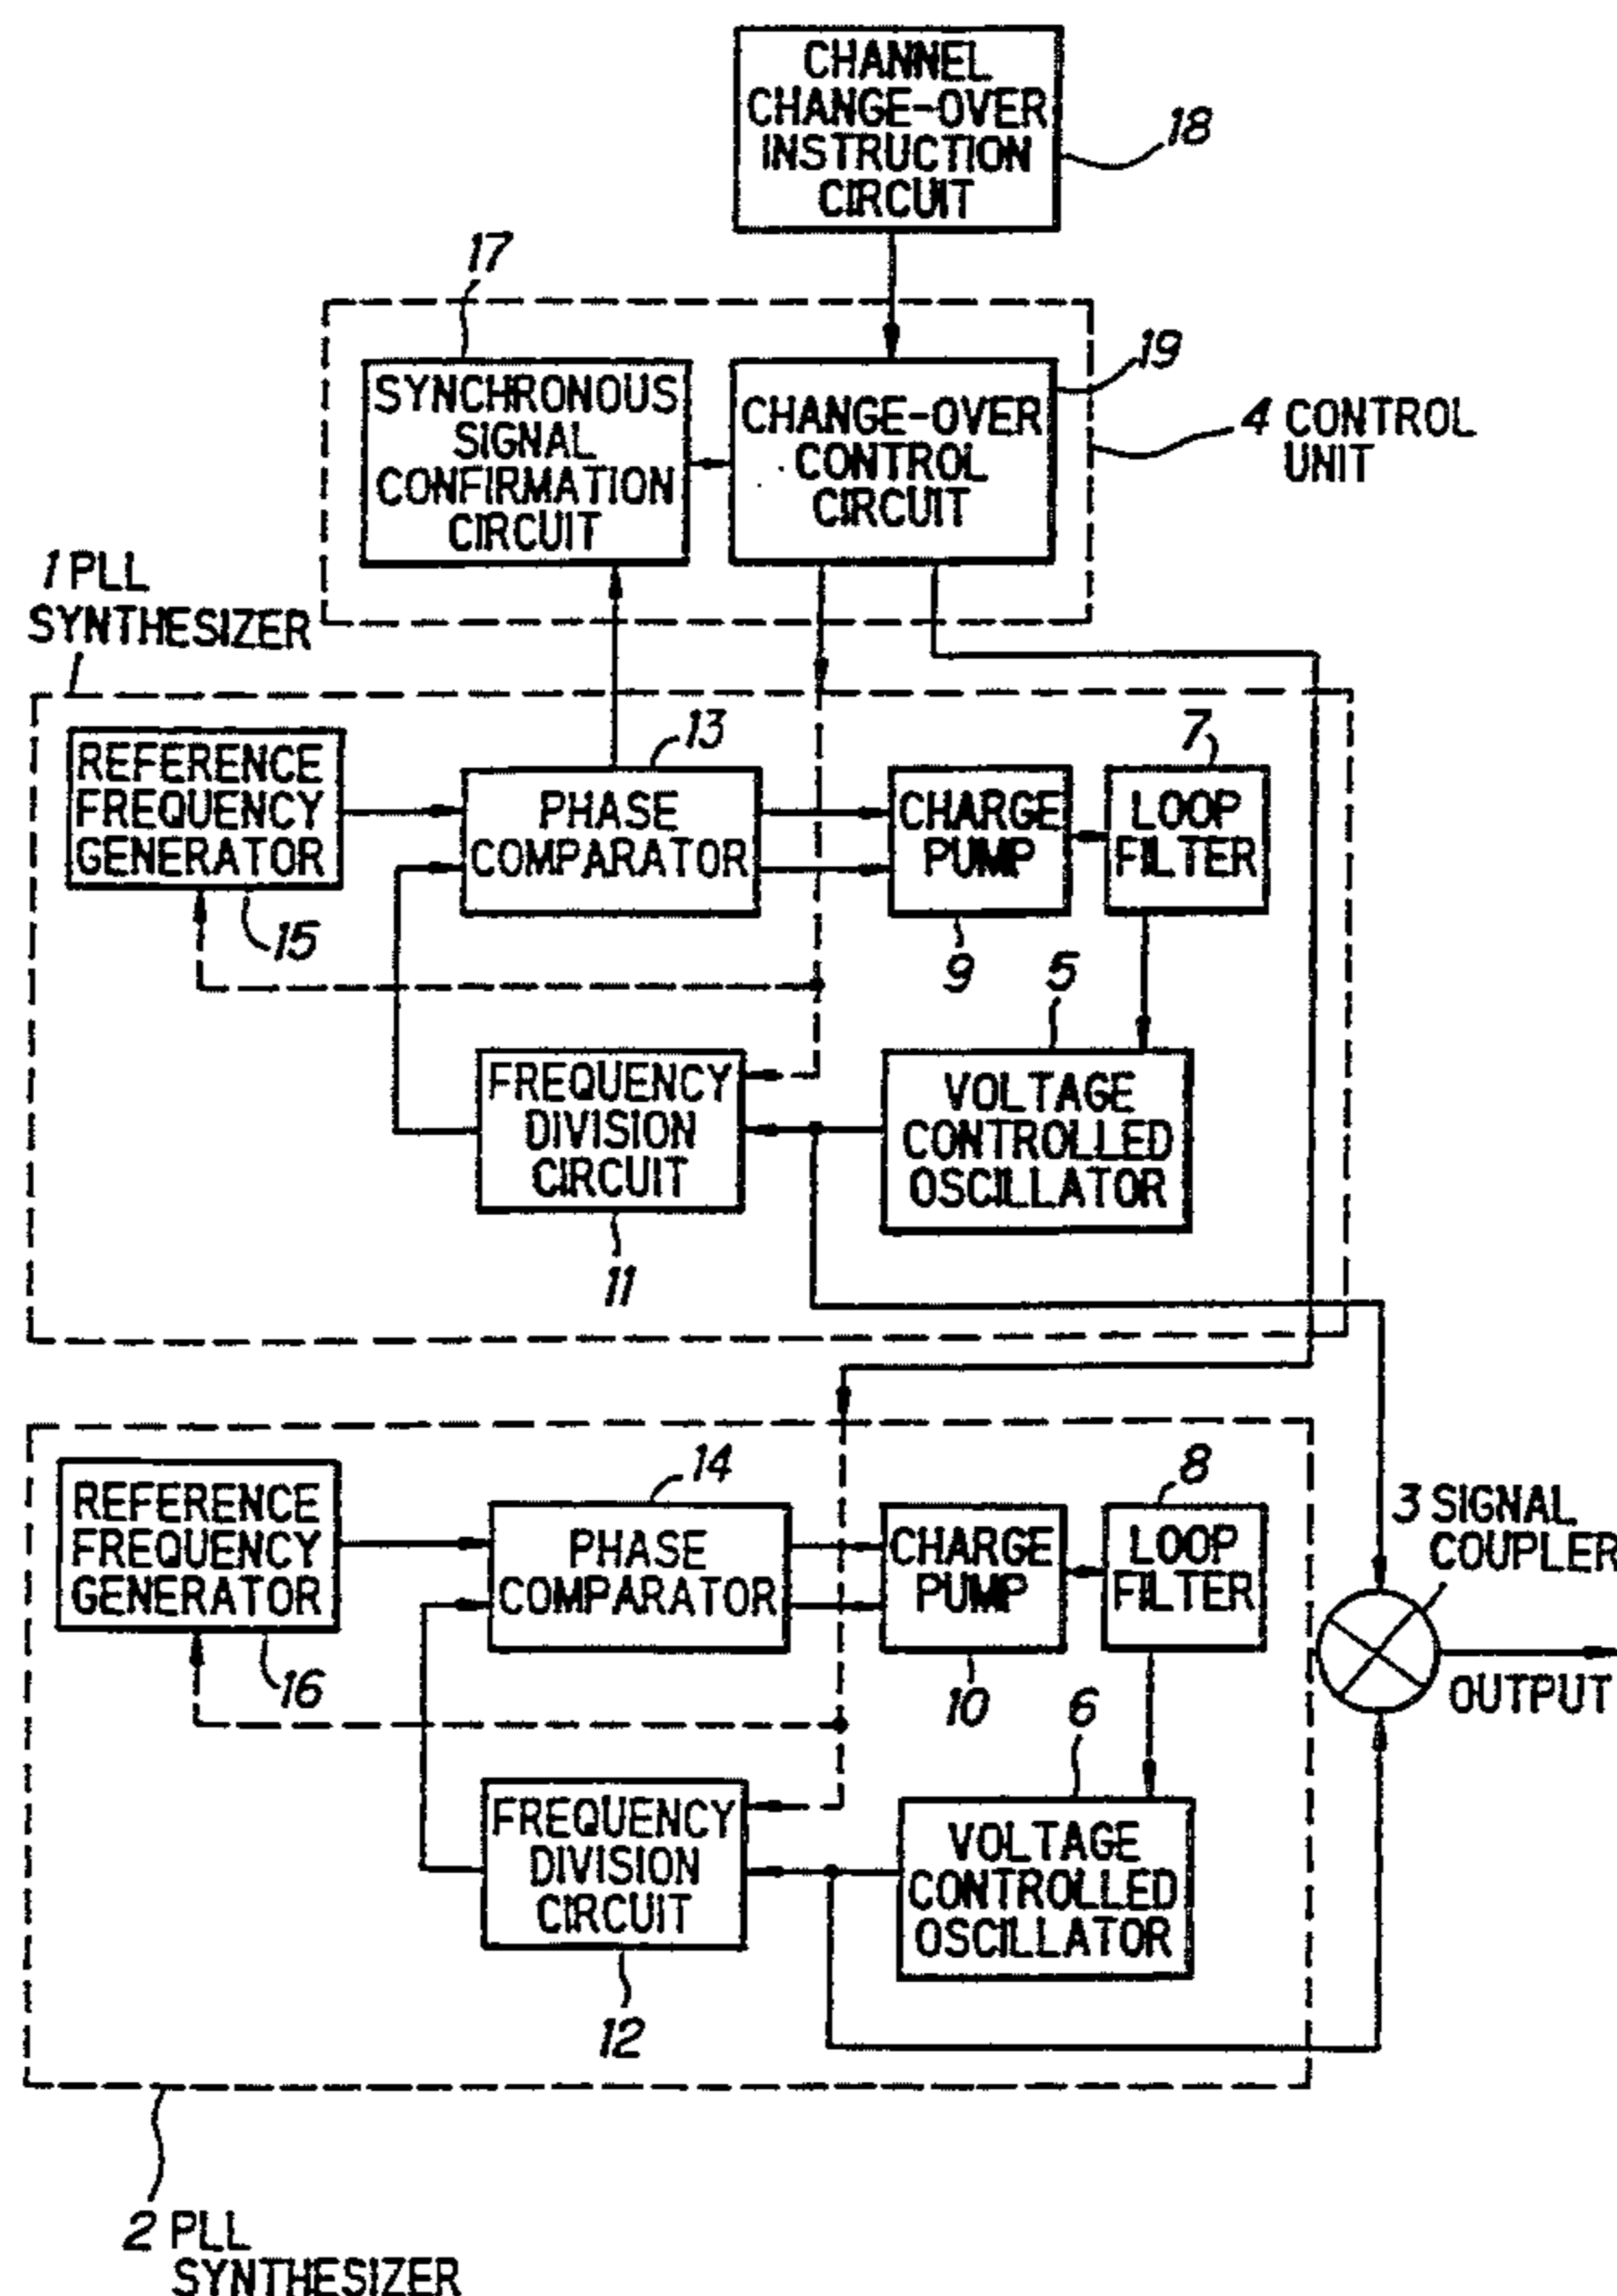 CHANNEL
CHANGE-OVER
INSTRUCTION
CIRCUIT
18
17
SYNCHRONOUS
SIGNAL
CONFIRMATION
CIRCUIT
CHANGE-OVER
CONTROL
CIRCUIT
19
4 CONTROL
UNIT
1 PLL
SYNTHESIZER
REFERENCE
FREQUENCY
GENERATOR
15
13
PHASE
COMPARATOR
CHARGE
PUMP
9
7
LOOP
FILTER
5
FREQUENCY
DIVISION
CIRCUIT
11
VOLTAGE
CONTROLLED
OSCILLATOR
REFERENCE
FREQUENCY
GENERATOR
16
14
PHASE
COMPARATOR
CHARGE
PUMP
10
8
LOOP
FILTER
3 SIGNAL
COUPLER
OUTPUT
6
FREQUENCY
DIVISION
CIRCUIT
12
VOLTAGE
CONTROLLED
OSCILLATOR
2 PLL
SYNTHESIZER